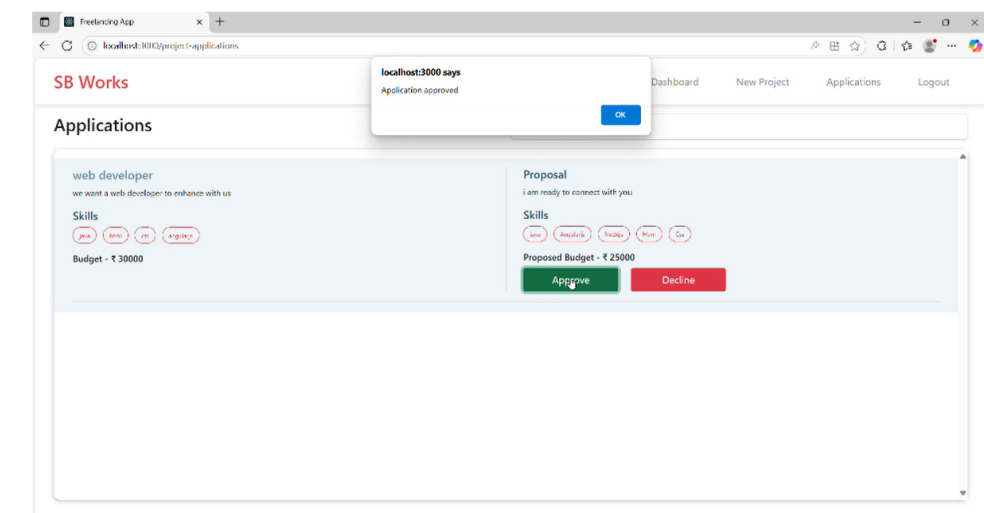 Freelancing App
localhost:3000/project-applications
SB Works
localhost:3000 says
Application approved
OK
Dashboard
New Project
Applications
Logout
Applications
web developer
we want a web developer to enhance with us
Skills
java
html
css
angularjs
Budget - ₹ 30000
Proposal
i am ready to connect with you
Skills
java
Angularjs
Nodejs
Html
Css
Proposed Budget - ₹ 25000
Approve
Decline